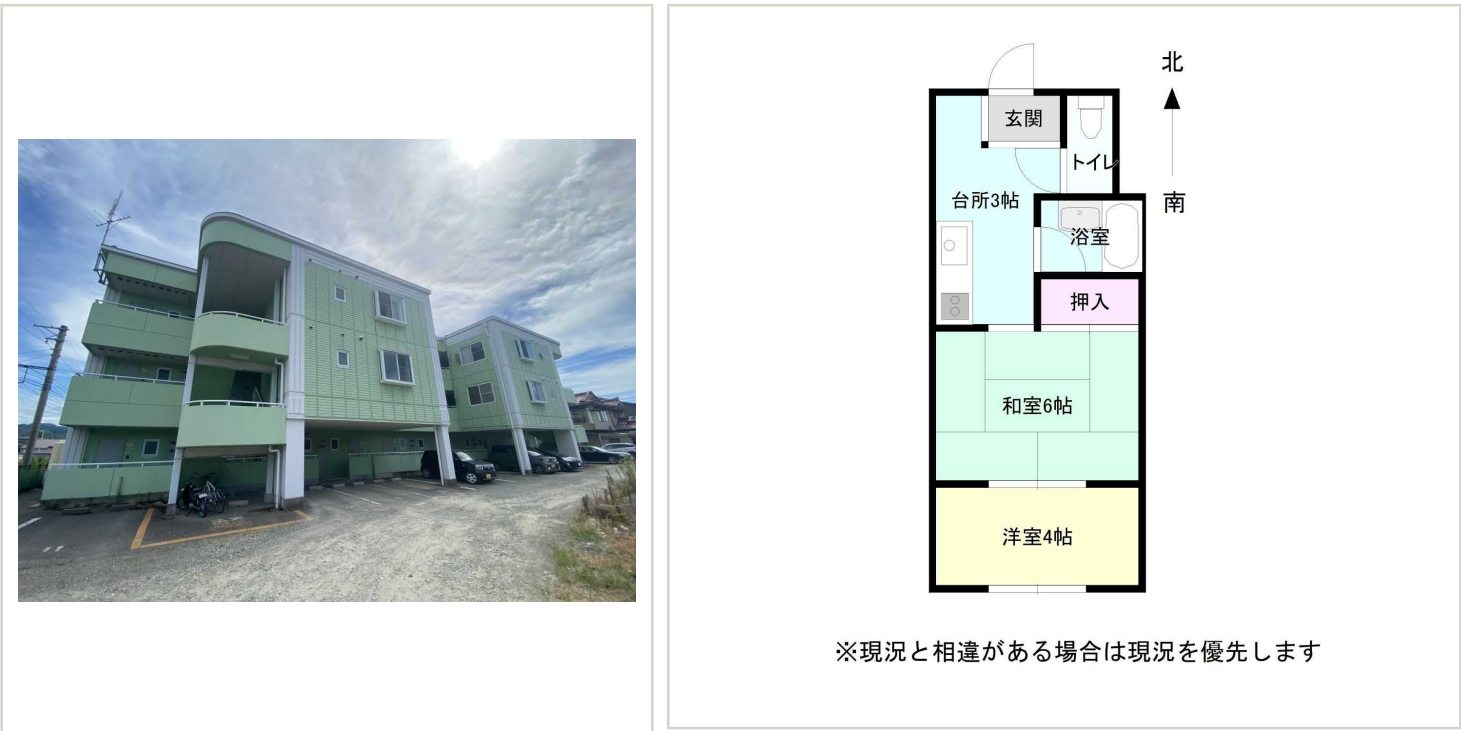 北
玄関
トイレ
台所3帖
南
浴室
押入
和室6帖
洋室4帖
※現況と相違がある場合は現況を優先します